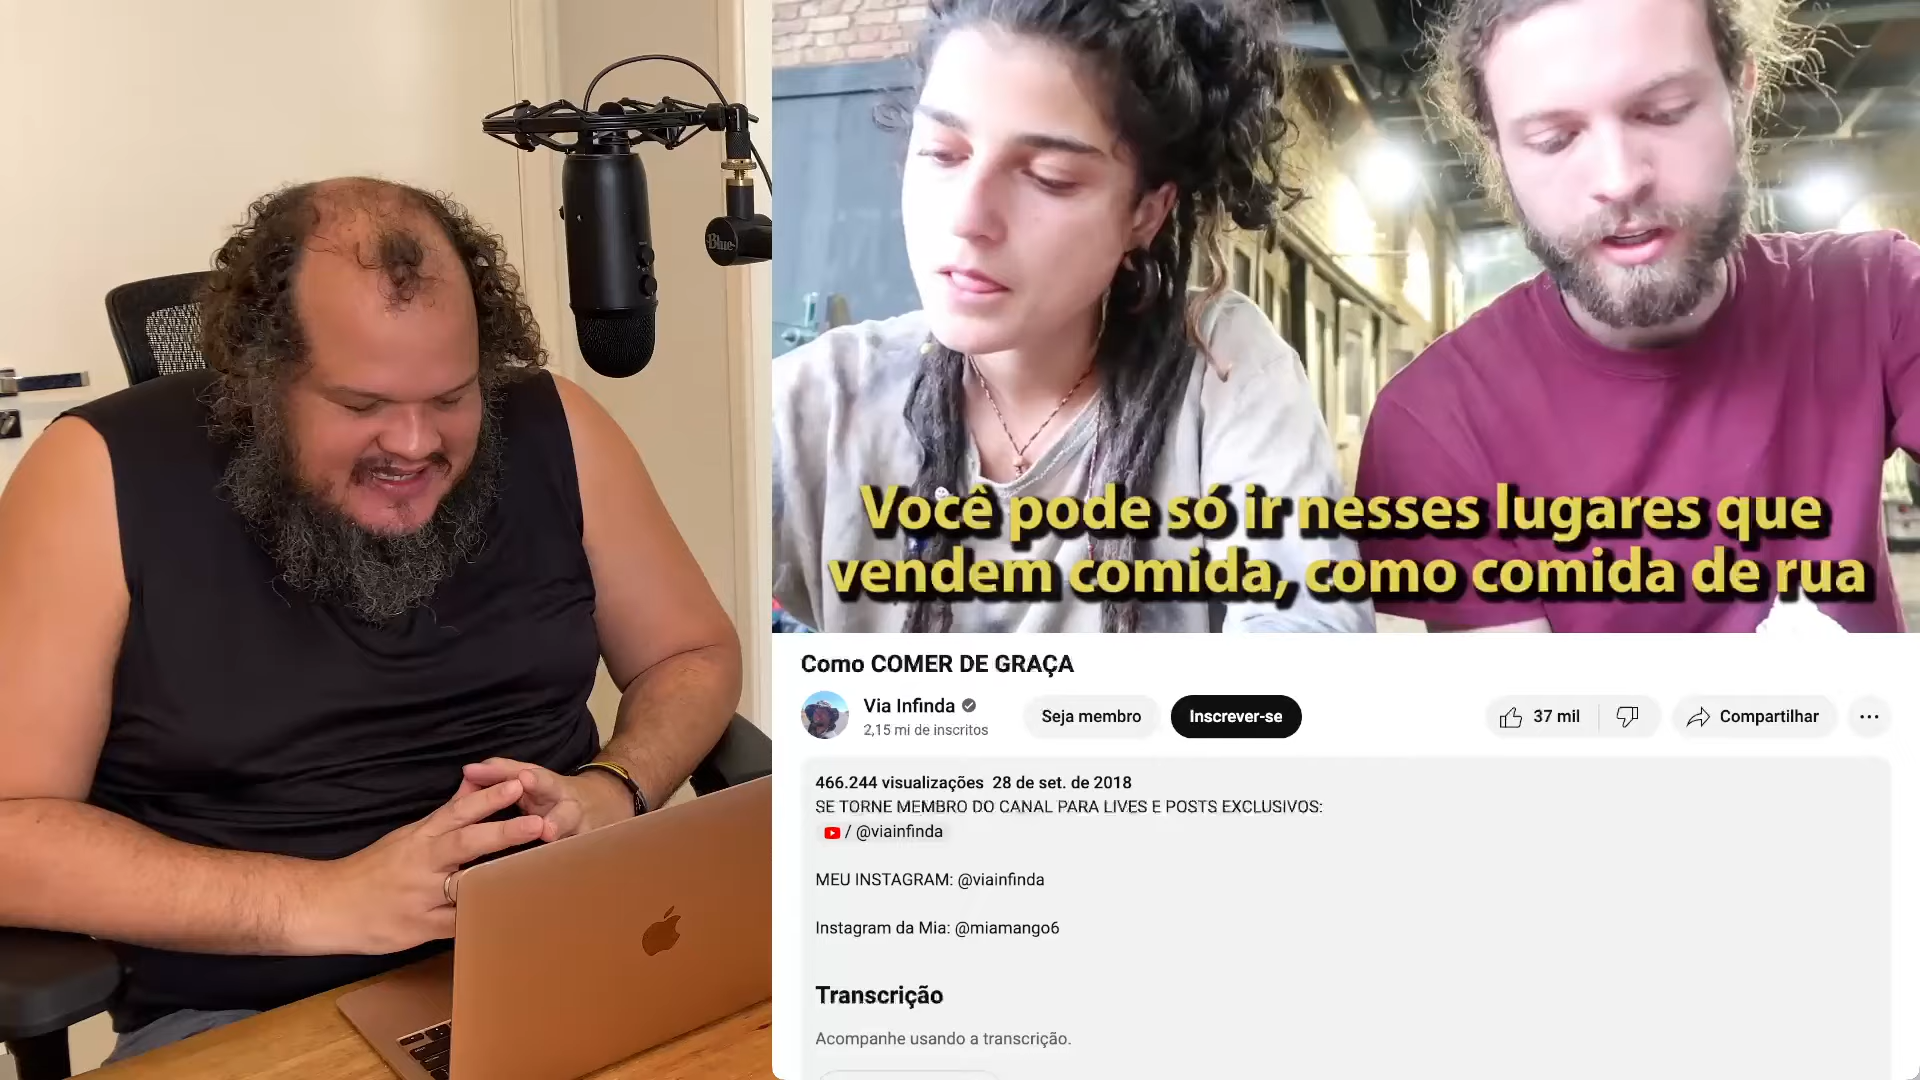 Blue
Você pode só ir nesses lugares que
vendem comida, como comida de rua
Como COMER DE GRAÇA
Via Infinda
2,15 mi de inscritos
Seja membro
Inscrever-se
37 mil
Compartilhar
466.244 visualizações 28 de set. de 2018
SE TORNE MEMBRO DO CANAL PARA LIVES E POSTS EXCLUSIVOS:
/ @viainfinda
MEU INSTAGRAM: @viainfinda
Instagram da Mia: @miamango6
Transcrição
Acompanhe usando a transcrição.